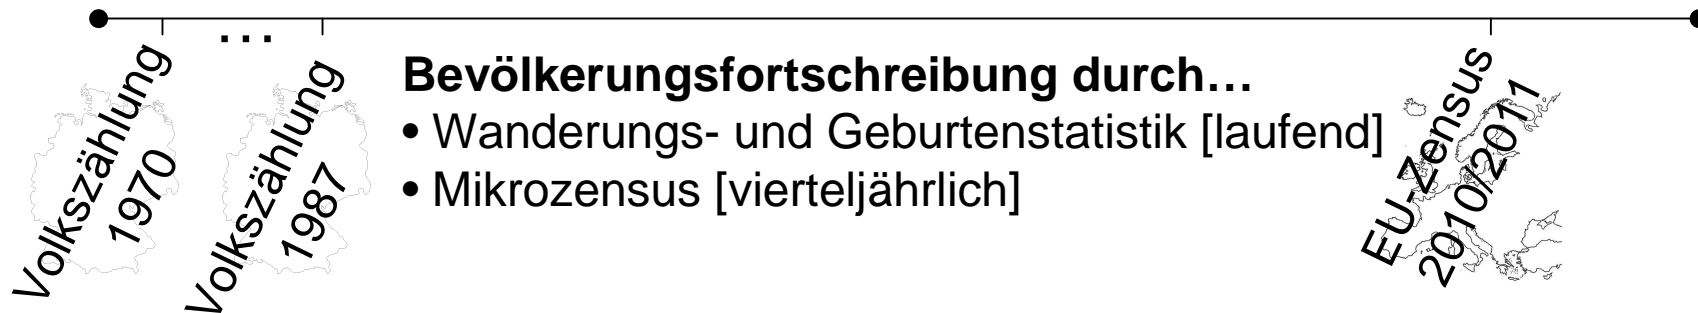 …
Volkszählung
1970
Volkszählung
1987
Bevölkerungsfortschreibung durch…
• Wanderungs- und Geburtenstatistik [laufend]
• Mikrozensus [vierteljährlich]
EU-Zensus
2010/2011